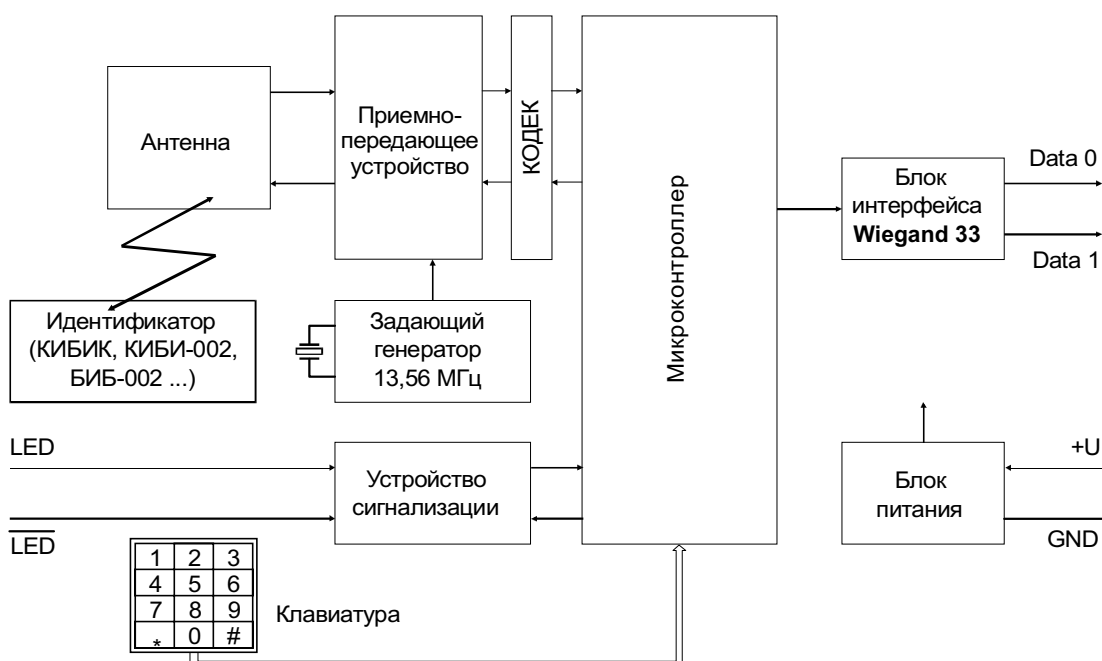 Антенна
Приемно-
передающее
устройство
КОДЕК
Микроконтроллер
Блок
интерфейса
Wiegand 33
Data 0
Data 1
Идентификатор
(КИБИК, КИБИ-002,
БИБ-002 ...)
Задающий
генератор
13,56 МГц
LED
LED
Устройство
сигнализации
Блок
питания
+U
GND
1 2 3
4 5 6
7 8 9
* 0 #
Клавиатура